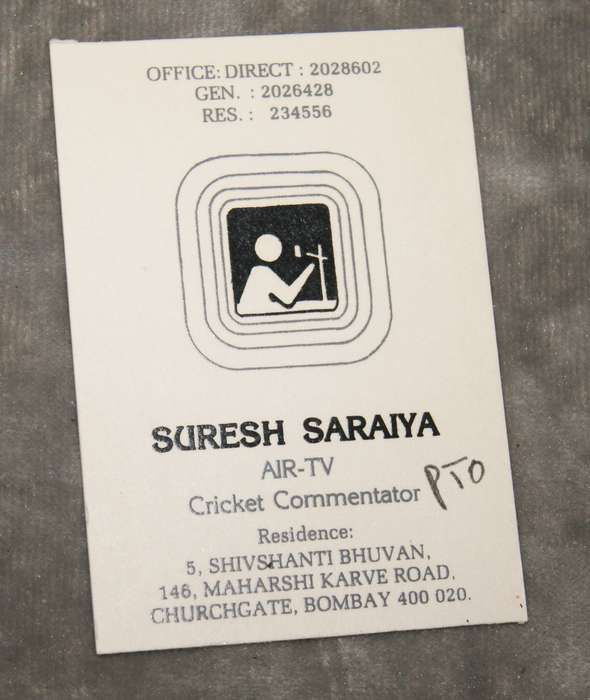 OFFICE: DIRECT : 2028602
GEN. : 2026428
RES. : 234556
SURESH SARAIYA
AIR-TV
Cricket Commentator PTO
Residence:
5, SHIVSHANTI BHUVAN,
146, MAHARSHI KARVE ROAD.
CHURCHGATE, BOMBAY 400 020.